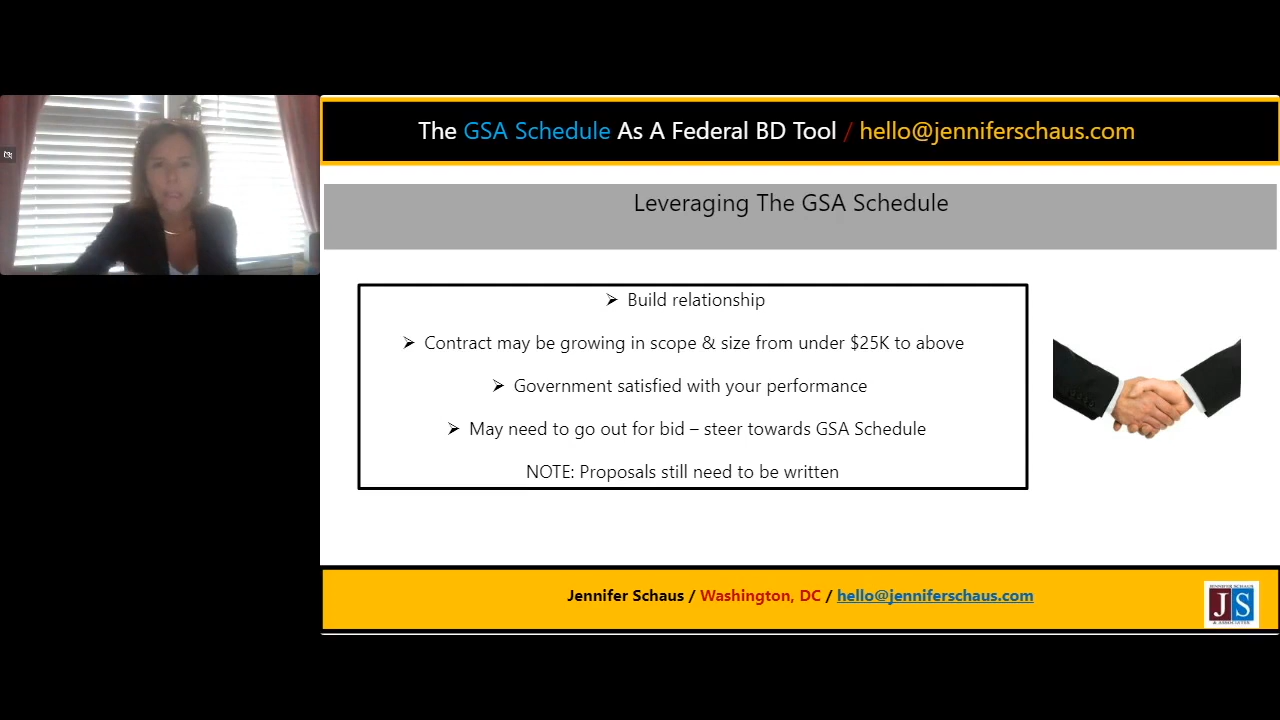 The GSA Schedule As A Federal BD Tool / hello@jenniferschaus.com
Leveraging The GSA Schedule
➢ Build relationship
➢ Contract may be growing in scope & size from under $25K to above
➢ Government satisfied with your performance
➢ May need to go out for bid – steer towards GSA Schedule
NOTE: Proposals still need to be written
Jennifer Schaus / Washington, DC / hello@jenniferschaus.com
JENNIFER SCHAUS
JS
& ASSOCIATES